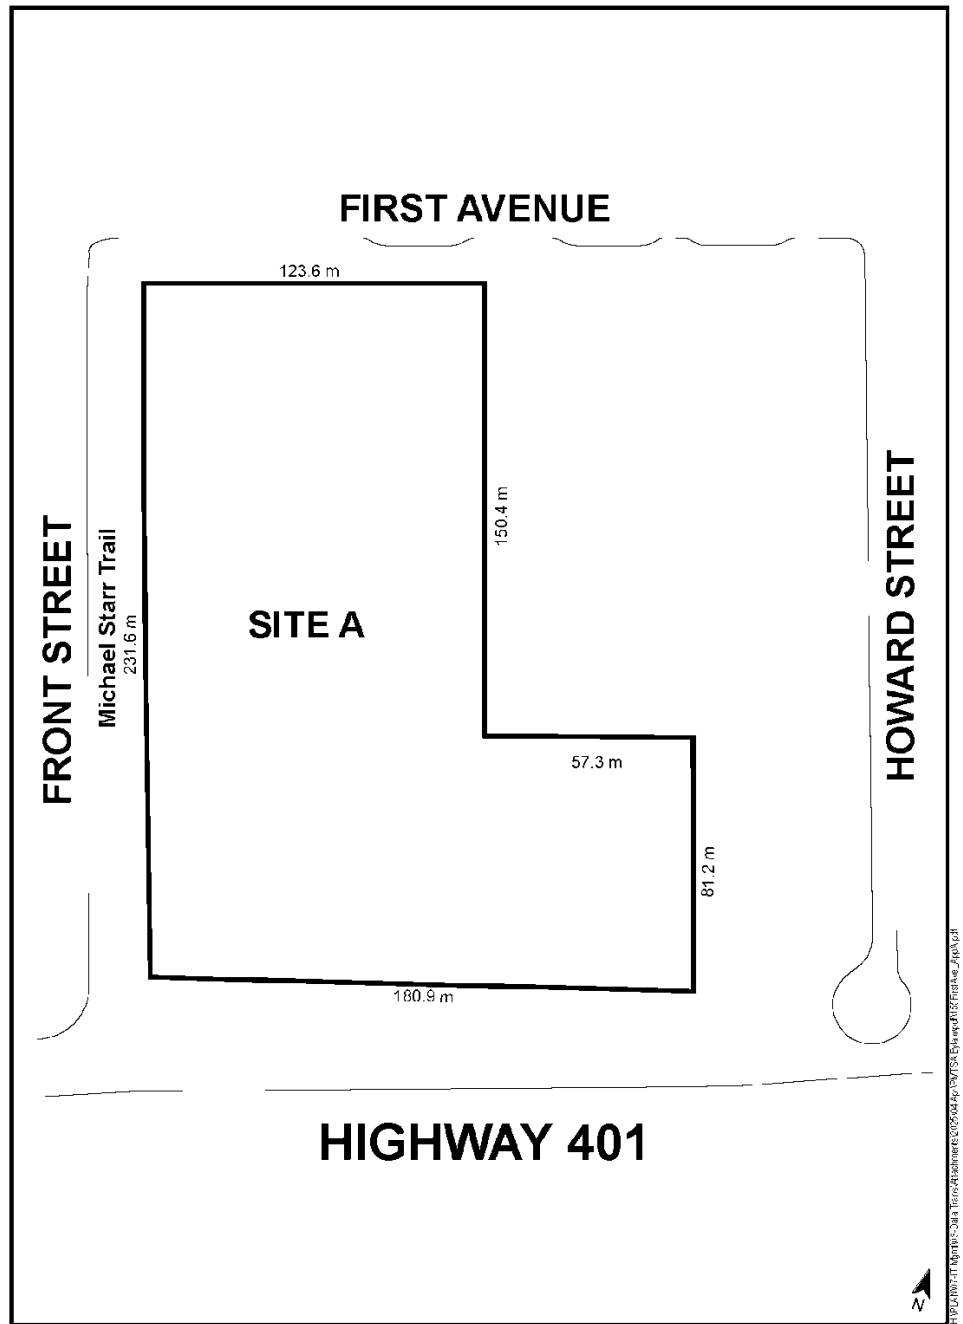 FIRST AVENUE
123.6 m
150.4 m
HOWARD STREET
FRONT STREET
Michael Starr Trail
231.6 m
SITE A
57.3 m
81.2 m
180.9 m
HIGHWAY 401
N